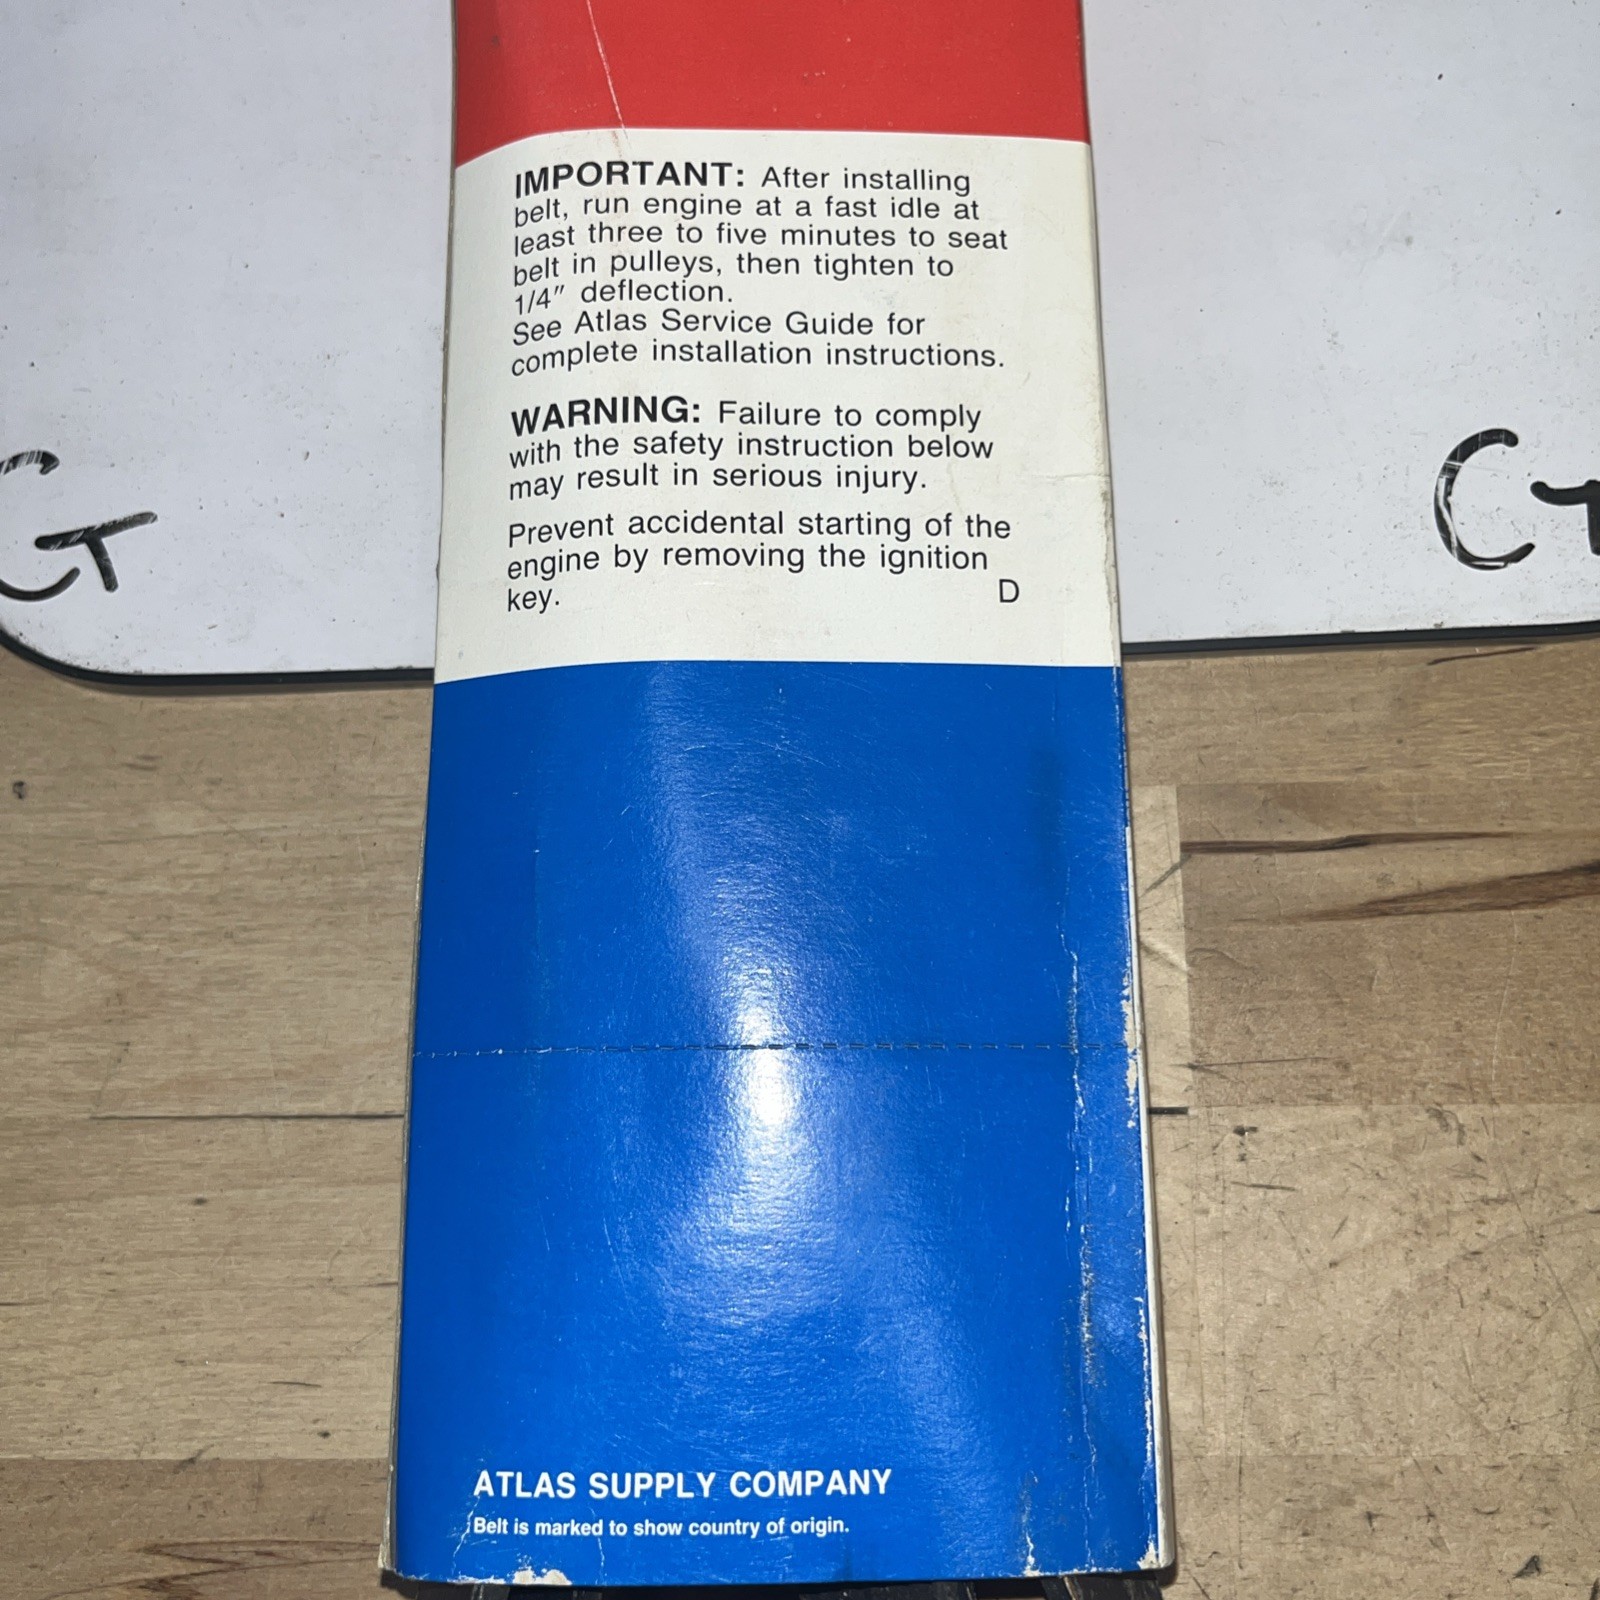 IMPORTANT: After installing
belt, run engine at a fast idle at
least three to five minutes to seat
belt in pulleys, then tighten to
1/4" deflection.
See Atlas Service Guide for
complete installation instructions.
WARNING: Failure to comply
with the safety instruction below
may result in serious injury.
Prevent accidental starting of the
engine by removing the ignition
key. D
GT
G
ATLAS SUPPLY COMPANY
Belt is marked to show country of origin.